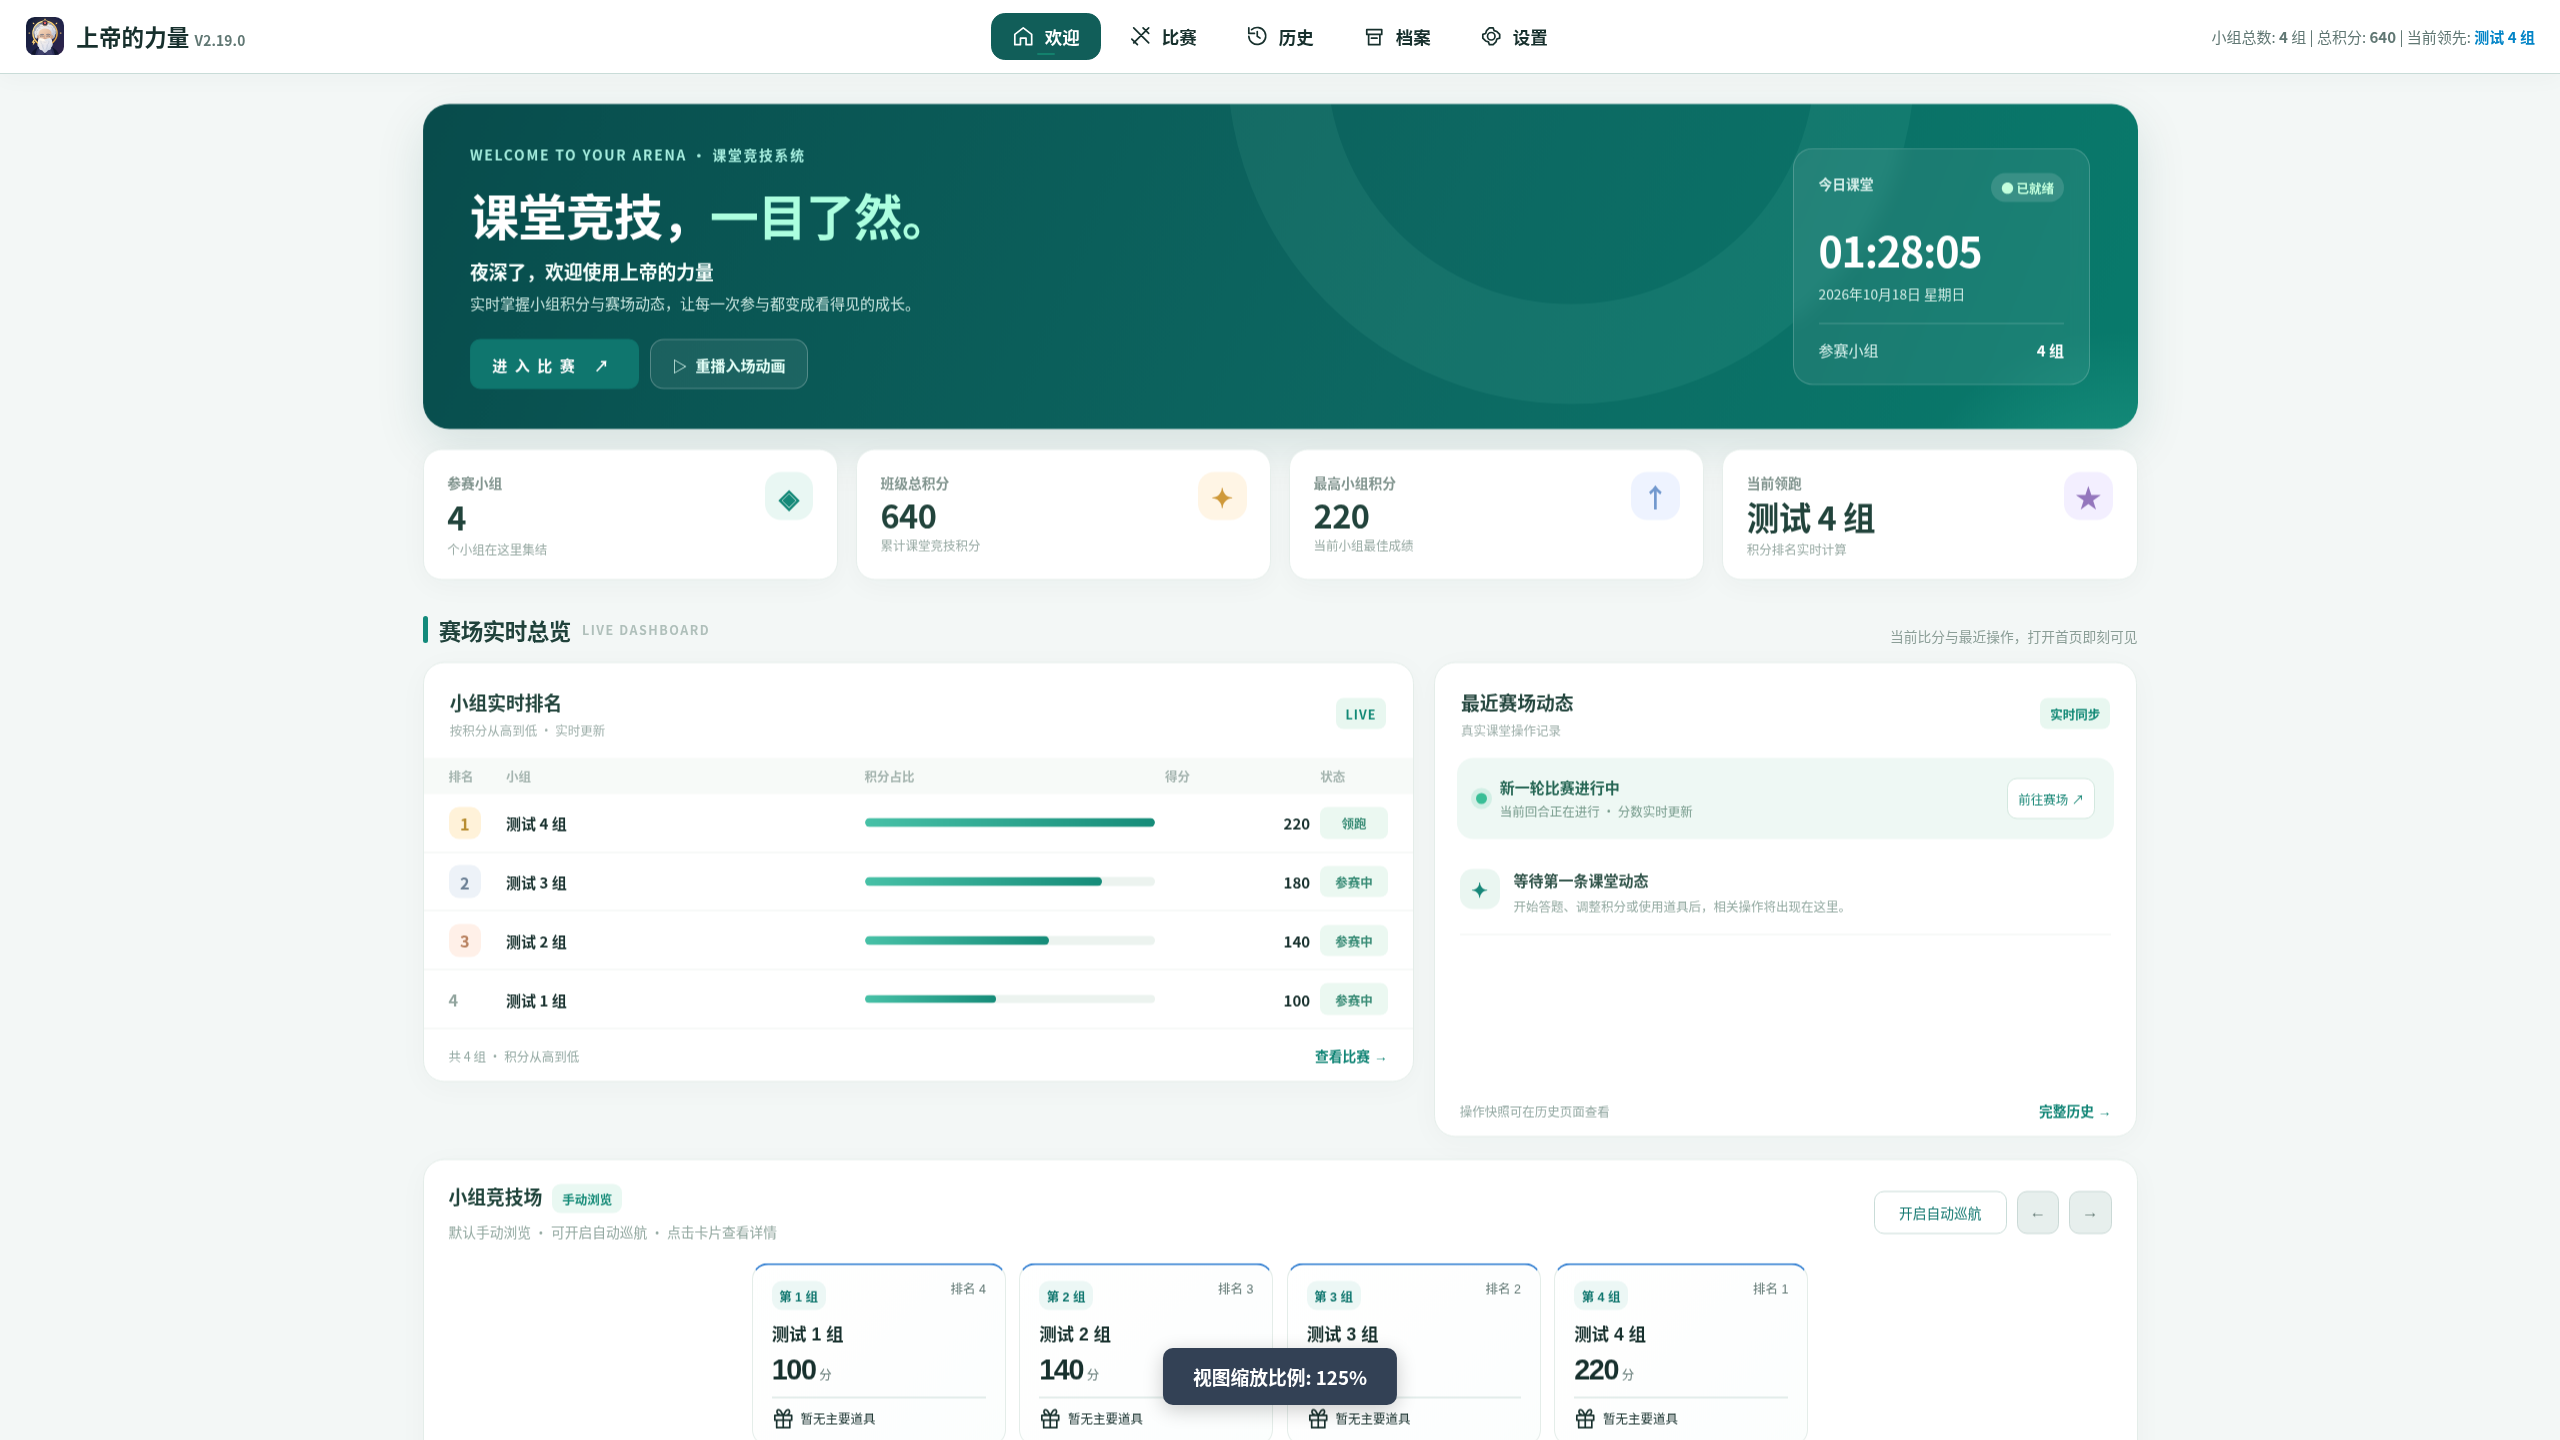 上帝的力量 V2.19.0
欢迎
比赛
历史
档案
设置
小组总数: 4 组 | 总积分: 640 | 当前领先: 测试 4 组
WELCOME TO YOUR ARENA · 课堂竞技系统
课堂竞技，一目了然。
夜深了，欢迎使用上帝的力量
实时掌握小组积分与赛场动态，让每一次参与都变成看得见的成长。
进入比赛 ↗
▷ 重播入场动画
今日课堂
已就绪
01:28:05
2026年10月18日 星期日
参赛小组 4 组
参赛小组
4
个小组在这里集结
班级总积分
640
累计课堂竞技积分
最高小组积分
220
当前小组最佳成绩
当前领跑
测试 4 组
积分排名实时计算
赛场实时总览 LIVE DASHBOARD
当前比分与最近操作，打开首页即刻可见
小组实时排名
按积分从高到低 · 实时更新
LIVE
排名 小组 积分占比 得分 状态
1 测试 4 组 220 领跑
2 测试 3 组 180 参赛中
3 测试 2 组 140 参赛中
4 测试 1 组 100 参赛中
共 4 组 · 积分从高到低
查看比赛 →
最近赛场动态
真实课堂操作记录
实时同步
新一轮比赛进行中
当前回合正在进行 · 分数实时更新
前往赛场 ↗
等待第一条课堂动态
开始答题、调整积分或使用道具后，相关操作将出现在这里。
操作快照可在历史页面查看
完整历史 →
小组竞技场 手动浏览
默认手动浏览 · 可开启自动巡航 · 点击卡片查看详情
开启自动巡航 ← →
第 1 组 排名 4
测试 1 组
100 分
暂无主要道具
第 2 组 排名 3
测试 2 组
140 分
暂无主要道具
第 3 组 排名 2
测试 3 组
暂无主要道具
第 4 组 排名 1
测试 4 组
220 分
暂无主要道具
视图缩放比例: 125%